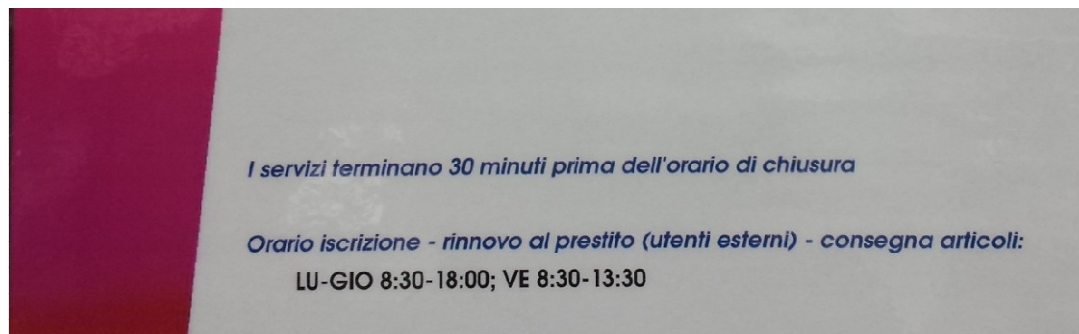 I servizi terminano 30 minuti prima dell'orario di chiusura
Orario iscrizione - rinnovo al prestito (utenti esterni) - consegna articoli:
LU-GIO 8:30-18:00; VE 8:30-13:30